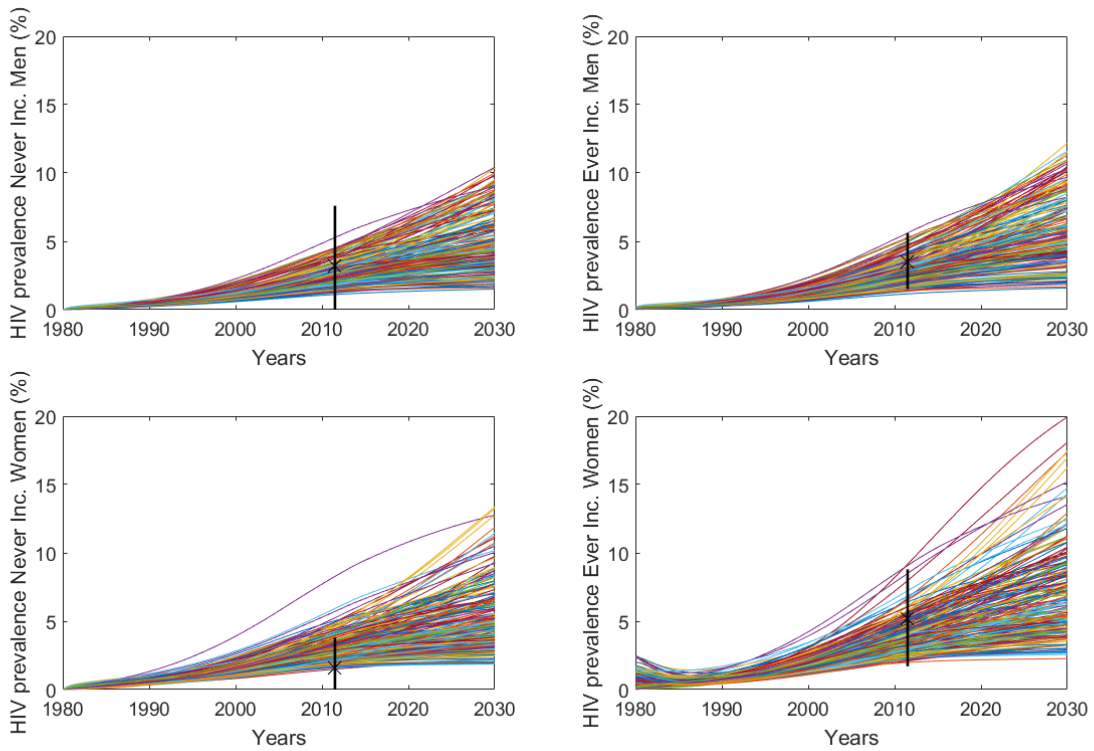 HIV prevalence Never Inc. Men (%)
20
15
10
5
0
1980 1990 2000 2010 2020 2030
Years
HIV prevalence Ever Inc. Men (%)
20
15
10
5
0
1980 1990 2000 2010 2020 2030
Years
HIV prevalence Never Inc. Women (%)
20
15
10
5
0
1980 1990 2000 2010 2020 2030
Years
HIV prevalence Ever Inc. Women (%)
20
15
10
5
0
1980 1990 2000 2010 2020 2030
Years